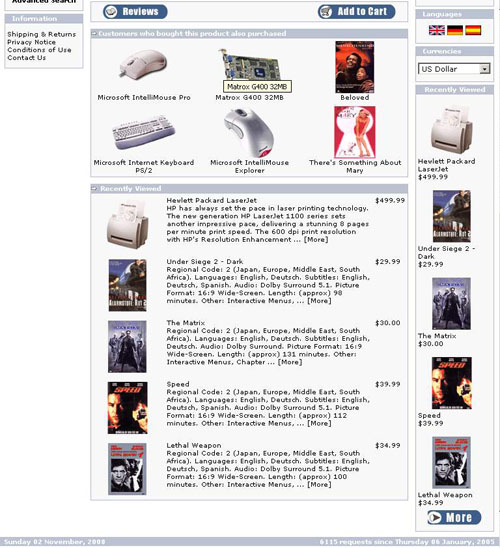 Advanced Search
Information
Shipping & Returns
Privacy Notice
Conditions of Use
Contact Us
Reviews
Add to Cart
Customers who bought this product also purchased
Matrox G400 32MB
Microsoft IntelliMouse Pro
Matrox G400 32MB
Beloved
Microsoft Internet Keyboard
PS/2
Microsoft IntelliMouse
Explorer
There's Something About
Mary
Recently Viewed
Hewlett Packard LaserJet
$499.99
HP has always set the pace in laser printing technology.
The new generation HP LaserJet 1100 series sets
another impressive pace, delivering a stunning 8 pages
per minute print speed. The 600 dpi print resolution
with HP's Resolution Enhancement ... [More]
Under Siege 2 - Dark
$29.99
Regional Code: 2 (Japan, Europe, Middle East, South
Africa). Languages: English, Deutsch. Subtitles: English,
Deutsch, Spanish. Audio: Dolby Surround 5.1. Picture
Format: 16:9 Wide-Screen. Length: (approx) 98
minutes. Other: Interactive Menus, ... [More]
The Matrix
$30.00
Regional Code: 2 (Japan, Europe, Middle East, South
Africa). Languages: English, Deutsch. Subtitles: English,
Deutsch. Audio: Dolby Surround. Picture Format: 16:9
Wide-Screen. Length: (approx) 131 minutes. Other:
Interactive Menus, Chapter ... [More]
Speed
$39.99
Regional Code: 2 (Japan, Europe, Middle East, South
Africa). Languages: English, Deutsch. Subtitles: English,
Deutsch, Spanish. Audio: Dolby Surround 5.1. Picture
Format: 16:9 Wide-Screen. Length: (approx) 112
minutes. Other: Interactive Menus, ... [More]
Lethal Weapon
$34.99
Regional Code: 2 (Japan, Europe, Middle East, South
Africa). Languages: English, Deutsch. Subtitles: English,
Deutsch, Spanish. Audio: Dolby Surround 5.1. Picture
Format: 16:9 Wide-Screen. Length: (approx) 100
minutes. Other: Interactive Menus, ... [More]
Languages
Currencies
US Dollar
Recently Viewed
Hewlett Packard
LaserJet
$499.99
Under Siege 2 -
Dark
$29.99
The Matrix
$30.00
Speed
$39.99
Lethal Weapon
$34.99
More
Sunday 02 November, 2008
6115 requests since Thursday 06 January, 2005